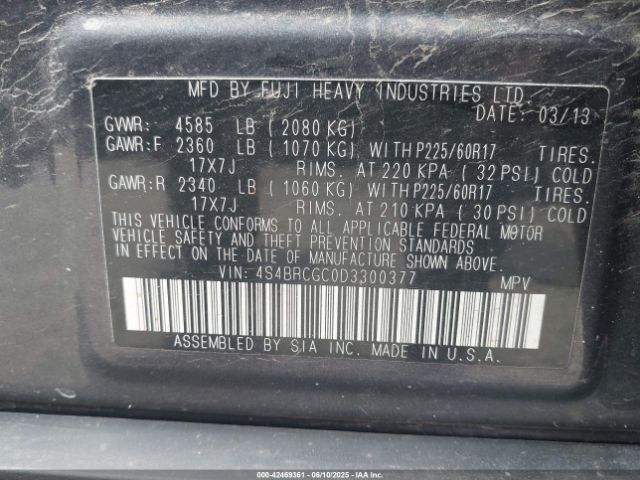 MFD BY FUJI HEAVY INDUSTRIES LTD.
DATE: 03/13
GVWR: 4585 LB ( 2080 KG)
GAWR:F 2360 LB ( 1070 KG) WITH P225/60R17 TIRES.
17X7J RIMS. AT 220 KPA ( 32 PSI) COLD
GAWR:R 2340 LB ( 1060 KG) WITH P225/60R17 TIRES.
17X7J RIMS. AT 210 KPA ( 30 PSI) COLD
THIS VEHICLE CONFORMS TO ALL APPLICABLE FEDERAL MOTOR
VEHICLE SAFETY AND THEFT PREVENTION STANDARDS
IN EFFECT ON THE DATE OF MANUFACTURE SHOWN ABOVE.
VIN: 4S4BRCGC0D3300377 MPV
ASSEMBLED BY SIA INC. MADE IN U.S.A.
© IAA 000-42469361 - 06/10/2025 - IAAI.COM